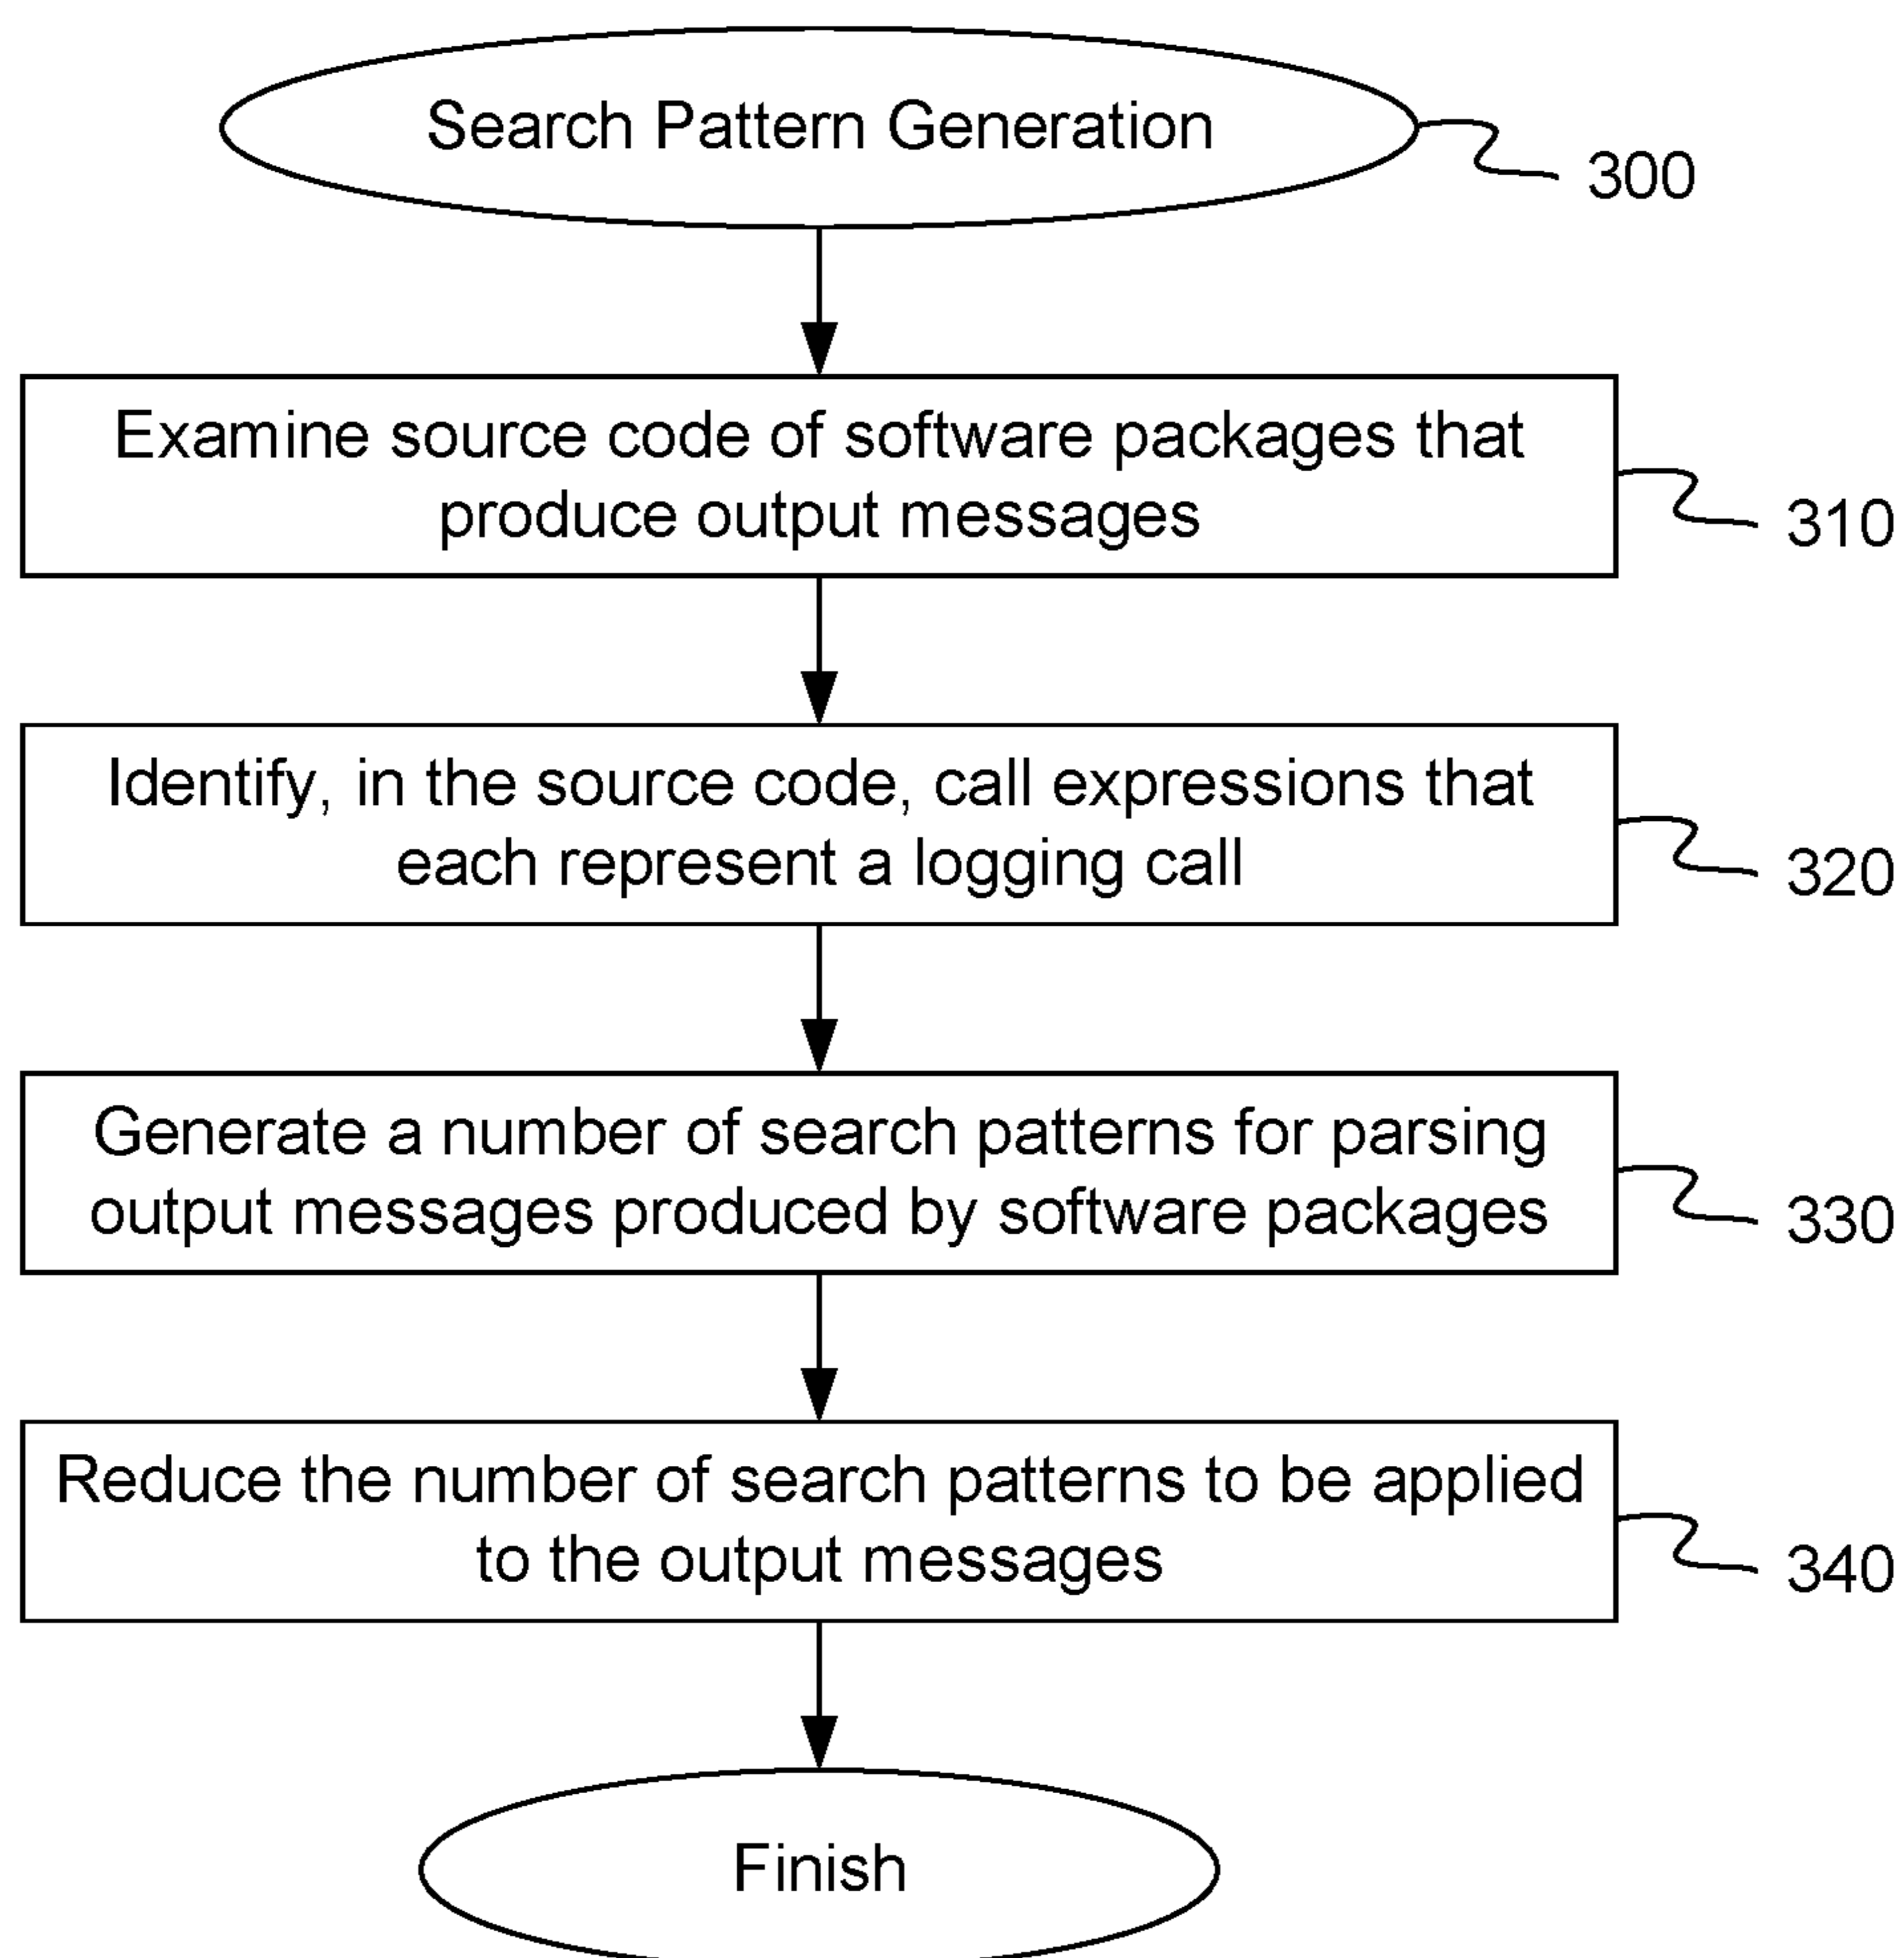 Search Pattern Generation
300
Examine source code of software packages that
produce output messages
310
Identify, in the source code, call expressions that
each represent a logging call
320
Generate a number of search patterns for parsing
output messages produced by software packages
330
Reduce the number of search patterns to be applied
to the output messages
340
Finish